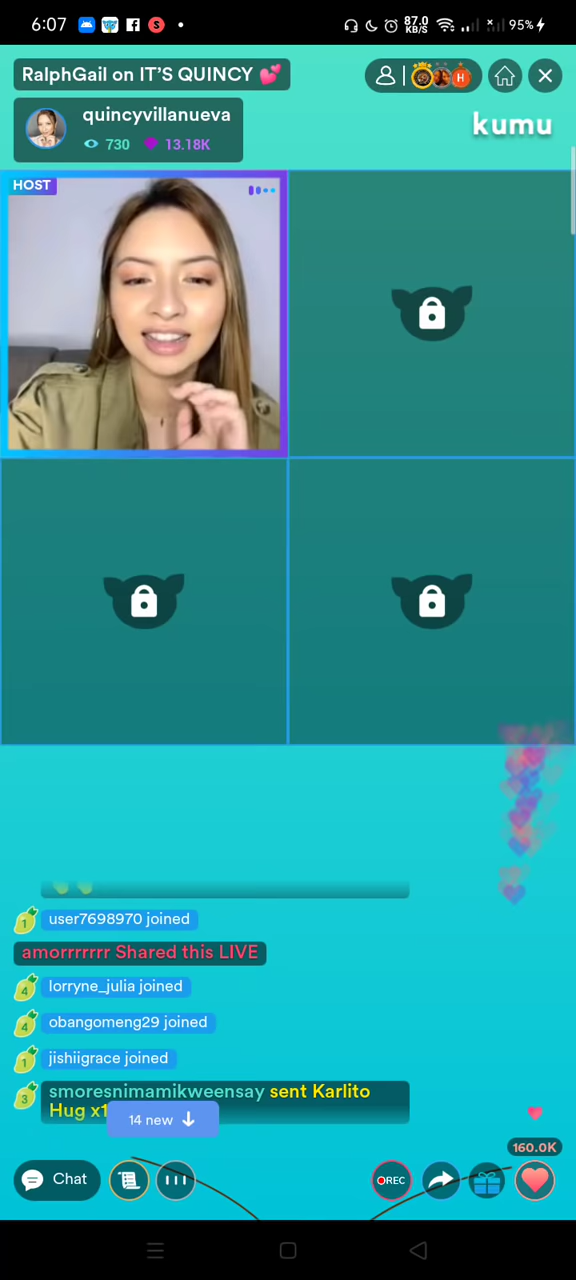 6:07
87.0
KB/S
95%
RalphGail on IT'S QUINCY 💕
H
quincyvillanueva
730
13.18K
kumu
HOST
1 user7698970 joined
amorrrrrrr Shared this LIVE
4 lorryne_julia joined
4 obangomeng29 joined
1 jishiigrace joined
3 smoresnimamikweensay sent Karlito
Hug x1
14 new ↓
160.0K
Chat
REC